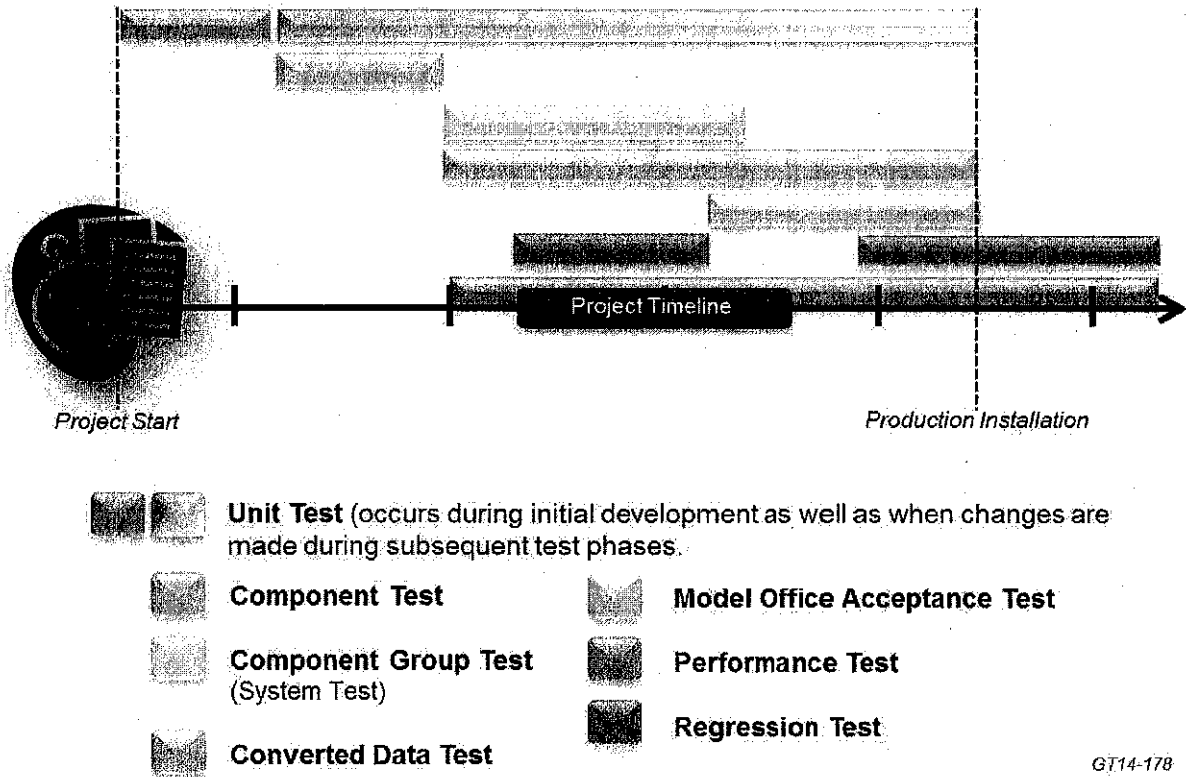 Project Timeline
Project Start
Production Installation
Unit Test (occurs during initial development as well as when changes are
made during subsequent test phases.
Component Test
Model Office Acceptance Test
Component Group Test
(System Test)
Performance Test
Regression Test
Converted Data Test
GT14-178